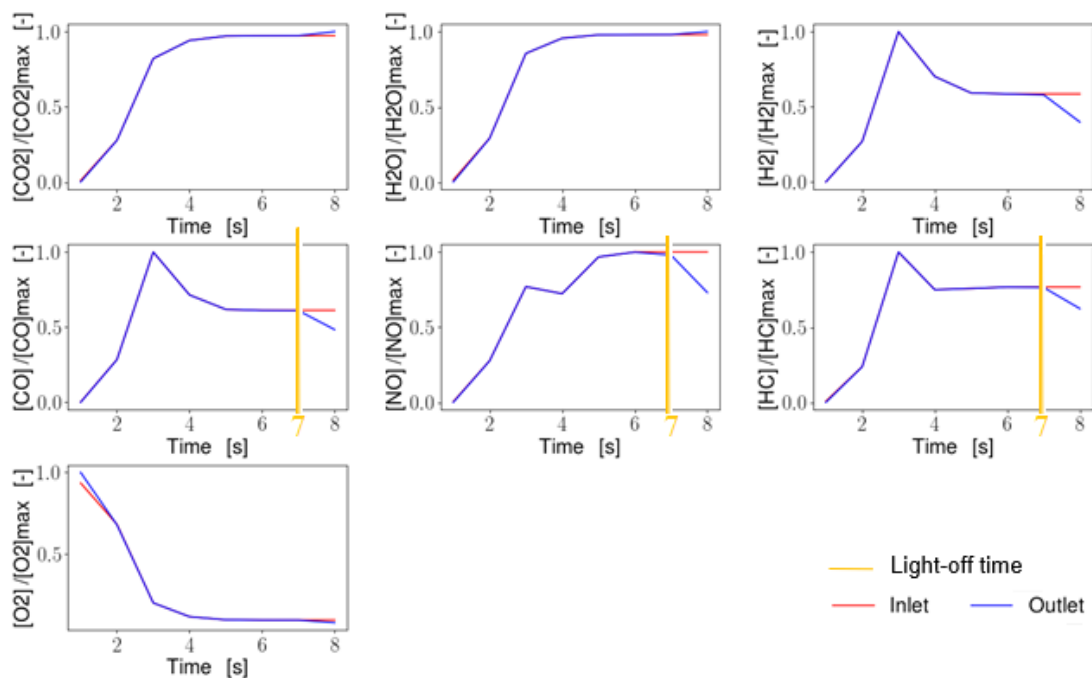 [CO2]/[CO2]max [-]
1.0
0.5
0.0
2 4 6 8
Time [s]
[H2O]/[H2O]max [-]
1.0
0.5
0.0
2 4 6 8
Time [s]
[H2]/[H2]max [-]
1.0
0.5
0.0
2 4 6 8
Time [s]
[CO]/[CO]max [-]
1.0
0.5
0.0
2 4 6 7 8
Time [s]
[NO]/[NO]max [-]
1.0
0.5
0.0
2 4 6 7 8
Time [s]
[HC]/[HC]max [-]
1.0
0.5
0.0
2 4 6 7 8
Time [s]
[O2]/[O2]max [-]
1.0
0.5
2 4 6 8
Time [s]
Light-off time
Inlet Outlet